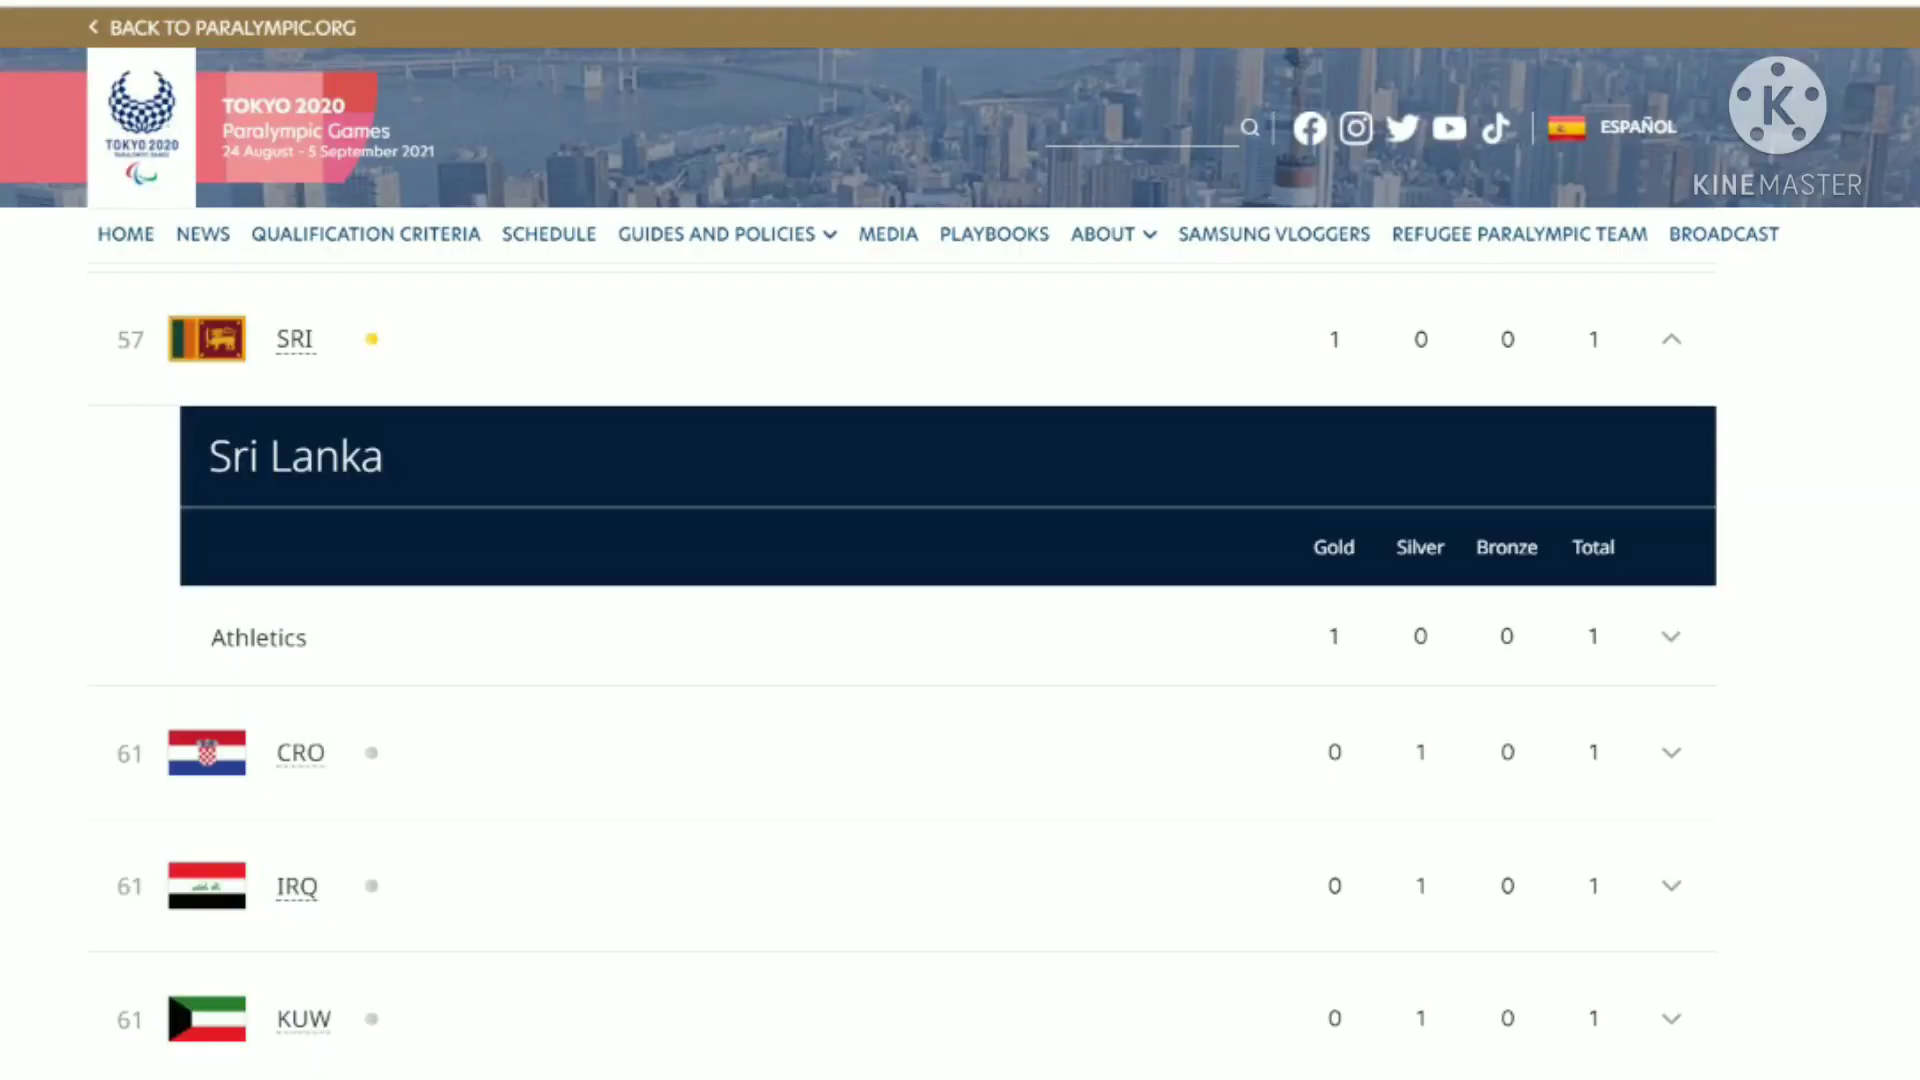 BACK TO PARALYMPIC.ORG
TOKYO 2020
Paralympic Games
24 August - 5 September 2021
TOKYO 2020
PARALYMPIC GAMES
ESPAÑOL
K
KINEMASTER
HOME NEWS QUALIFICATION CRITERIA SCHEDULE GUIDES AND POLICIES MEDIA PLAYBOOKS ABOUT SAMSUNG VLOGGERS REFUGEE PARALYMPIC TEAM BROADCAST
57 SRI 1 0 0 1
Sri Lanka
Gold Silver Bronze Total
Athletics 1 0 0 1
61 CRO 0 1 0 1
61 IRQ 0 1 0 1
61 KUW 0 1 0 1